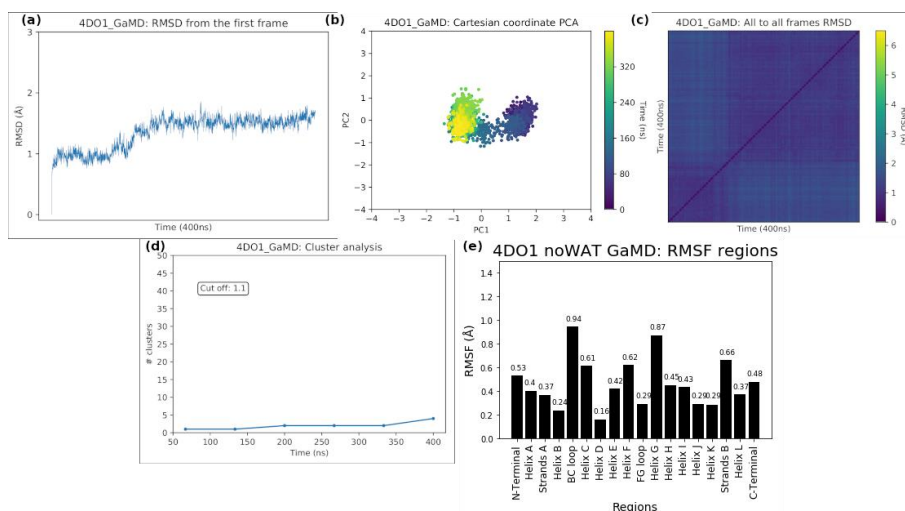 (a)
4DO1_GaMD: RMSD from the first frame
RMSD (Å)
3
2
1
0
Time (400ns)
(b)
4DO1_GaMD: Cartesian coordinate PCA
PC2
4
3
2
1
0
−1
−2
−3
−4
−4 −3 −2 −1 0 1 2 3 4
PC1
320
240
160
80
0
Time (ns)
(c)
4DO1_GaMD: All to all frames RMSD
Time (400ns)
Time (400ns)
6
5
4
3
2
1
0
(d)
4DO1_GaMD: Cluster analysis
Cut off: 1.1
# clusters
50
45
40
35
30
25
20
15
10
5
0
50 100 150 200 250 300 350 400
Time (ns)
(e)
4DO1 noWAT GaMD: RMSF regions
RMSF (Å)
1.4
1.2
1.0
0.8
0.6
0.4
0.2
0.0
0.53 0.4 0.37 0.24 0.94 0.61 0.16 0.42 0.62 0.29 0.87 0.45 0.43 0.29 0.29 0.66 0.37 0.48
N-Terminal
Helix A
Strands A
Helix B
BC loop
Helix C
Helix D
Helix E
Helix F
FG loop
Helix G
Helix H
Helix I
Helix J
Helix K
Strands B
Helix L
C-Terminal
Regions